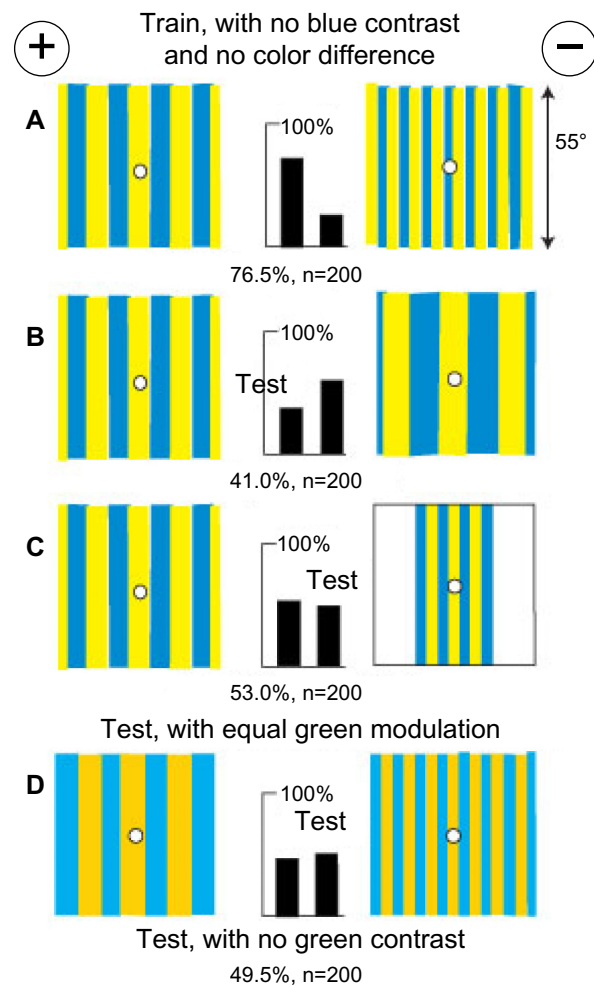 Train, with no blue contrast
and no color difference
+
−
A
100%
55°
76.5%, n=200
B
100%
Test
41.0%, n=200
C
100%
Test
53.0%, n=200
Test, with equal green modulation
D
100%
Test
Test, with no green contrast
49.5%, n=200